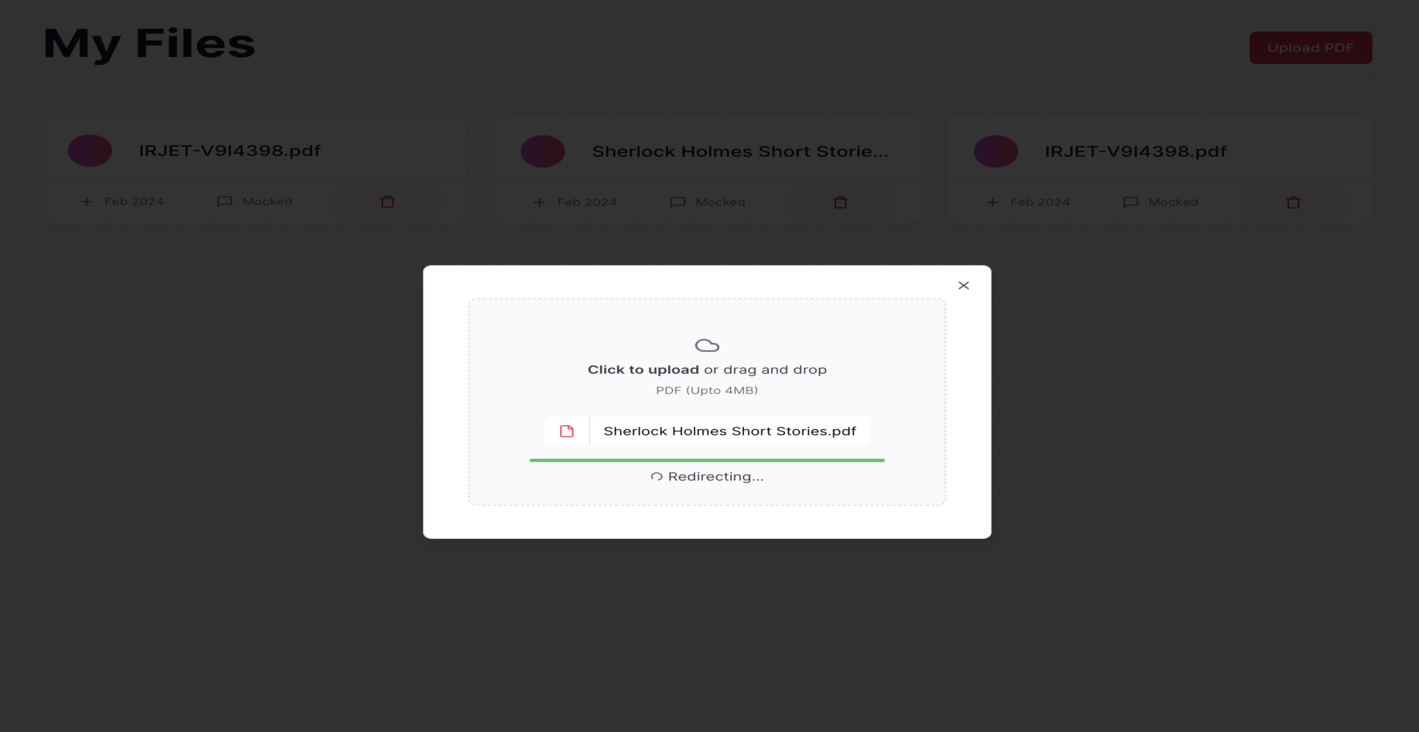 My Files
Upload PDF
IRJET-V9I4398.pdf
Sherlock Holmes Short Storie...
IRJET-V9I4398.pdf
Feb 2024
Mocked
Feb 2024
Mocked
Feb 2024
Mocked
Click to upload or drag and drop
PDF (Upto 4MB)
Sherlock Holmes Short Stories.pdf
Redirecting...